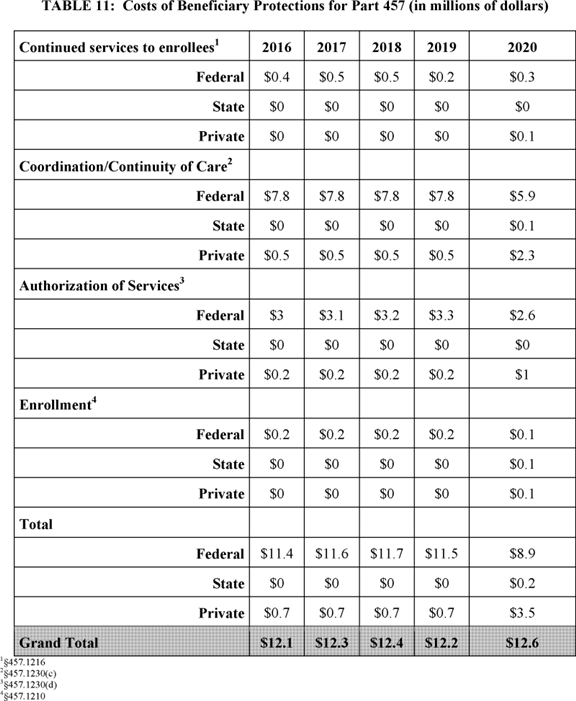 TABLE 11: Costs of Beneficiary Protections for Part 457 (in millions of dollars)
Continued services to enrollees¹ 2016 2017 2018 2019 2020
Federal $0.4 $0.5 $0.5 $0.2 $0.3
State $0 $0 $0 $0 $0
Private $0 $0 $0 $0 $0.1
Coordination/Continuity of Care²
Federal $7.8 $7.8 $7.8 $7.8 $5.9
State $0 $0 $0 $0 $0.1
Private $0.5 $0.5 $0.5 $0.5 $2.3
Authorization of Services³
Federal $3 $3.1 $3.2 $3.3 $2.6
State $0 $0 $0 $0 $0
Private $0.2 $0.2 $0.2 $0.2 $1
Enrollment⁴
Federal $0.2 $0.2 $0.2 $0.2 $0.1
State $0 $0 $0 $0 $0.1
Private $0 $0 $0 $0 $0.1
Total
Federal $11.4 $11.6 $11.7 $11.5 $8.9
State $0 $0 $0 $0 $0.2
Private $0.7 $0.7 $0.7 $0.7 $3.5
Grand Total $12.1 $12.3 $12.4 $12.2 $12.6
¹§457.1216
²§457.1230(c)
³§457.1230(d)
⁴§457.1210